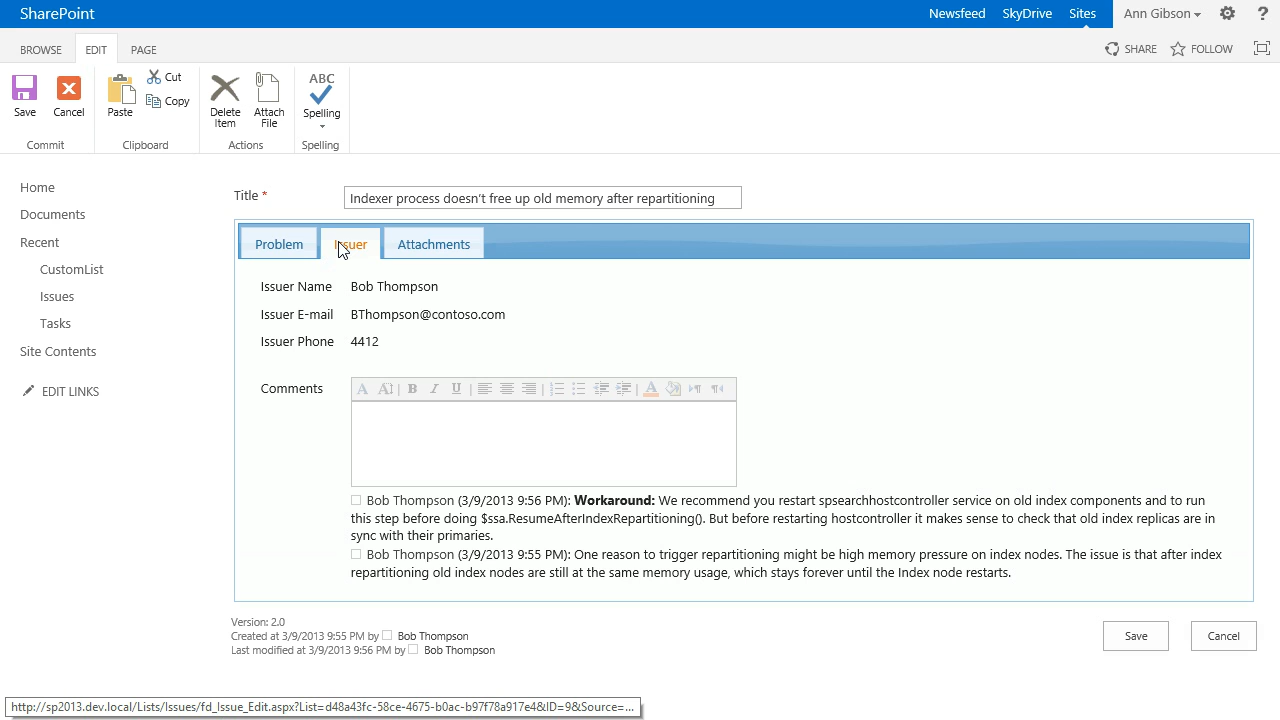 SharePoint
Newsfeed SkyDrive Sites Ann Gibson ?
BROWSE EDIT PAGE SHARE FOLLOW
Save Cancel Paste Cut Copy Delete Item Attach File ABC Spelling
Commit Clipboard Actions Spelling
Home
Documents
Recent
CustomList
Issues
Tasks
Site Contents
EDIT LINKS
Title * Indexer process doesn't free up old memory after repartitioning
Problem Issuer Attachments
Issuer Name Bob Thompson
Issuer E-mail BThompson@contoso.com
Issuer Phone 4412
Comments
A A B I U A
Bob Thompson (3/9/2013 9:56 PM): Workaround: We recommend you restart spsearchhostcontroller service on old index components and to run
this step before doing $ssa.ResumeAfterIndexRepartitioning(). But before restarting hostcontroller it makes sense to check that old index replicas are in
sync with their primaries.
Bob Thompson (3/9/2013 9:55 PM): One reason to trigger repartitioning might be high memory pressure on index nodes. The issue is that after index
repartitioning old index nodes are still at the same memory usage, which stays forever until the Index node restarts.
Version: 2.0
Created at 3/9/2013 9:55 PM by Bob Thompson
Last modified at 3/9/2013 9:56 PM by Bob Thompson
Save Cancel
http://sp2013.dev.local/Lists/Issues/fd_Issue_Edit.aspx?List=d48a43fc-58ce-4675-b0ac-b97f78a917e4&ID=9&Source=...